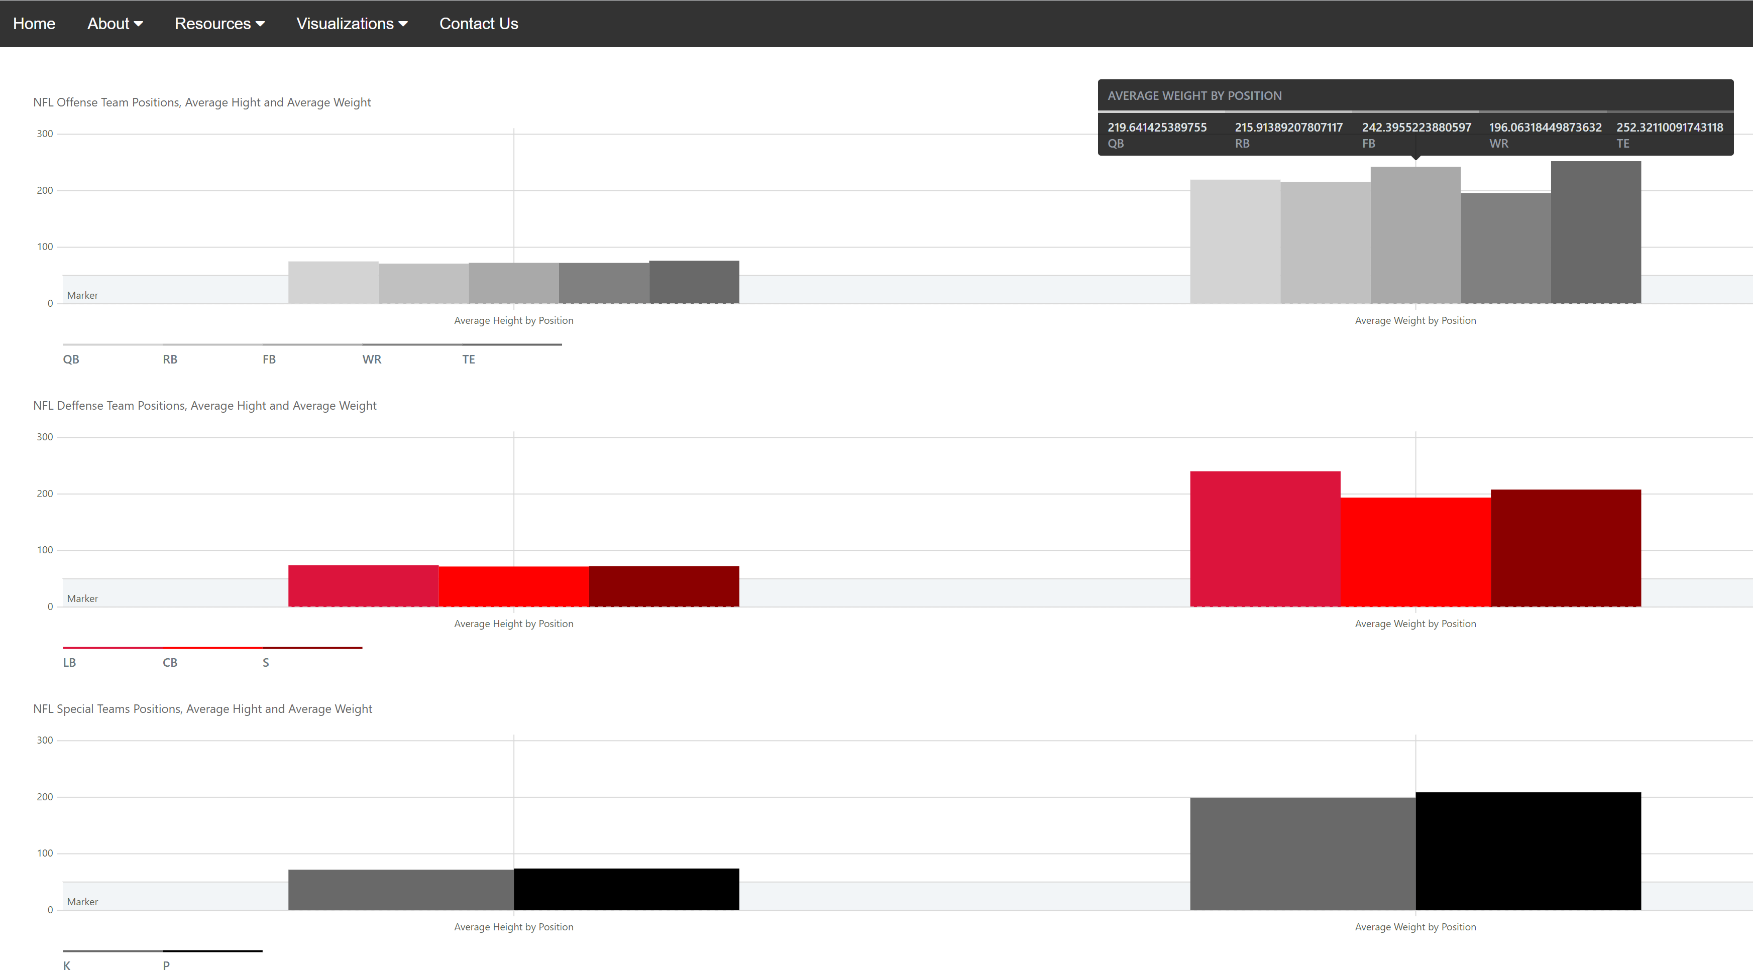 Home About Resources Visualizations Contact Us
NFL Offense Team Positions, Average Hight and Average Weight
AVERAGE WEIGHT BY POSITION
219.641425389755 215.91389207807117 242.3955223880597 196.06318449873632 252.32110091743118
QB RB FB WR TE
300
200
100
Marker
0
Average Height by Position Average Weight by Position
QB RB FB WR TE
NFL Deffense Team Positions, Average Hight and Average Weight
300
200
100
Marker
0
Average Height by Position Average Weight by Position
LB CB S
NFL Special Teams Positions, Average Hight and Average Weight
300
200
100
Marker
0
Average Height by Position Average Weight by Position
K P